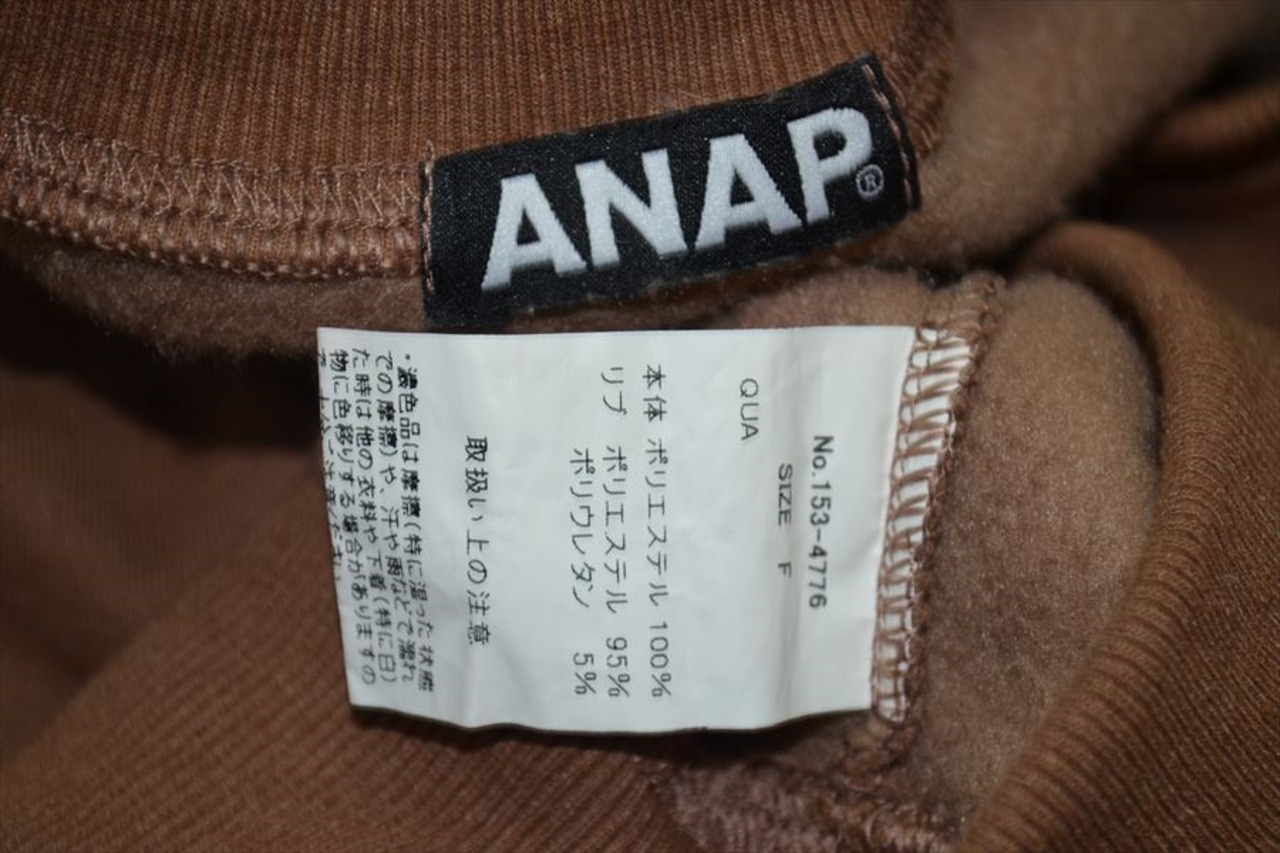 ANAP®
No.153-4776
SIZE F
QUA
本体 ポリエステル 100%
リブ ポリエステル 95%
ポリウレタン 5%
取扱い上の注意
・濃色品は摩擦(特に湿った状態
での摩擦)や、汗や雨などで濡れ
た時は他の衣料や下着(特に白)
物に色移りする場合がありますの